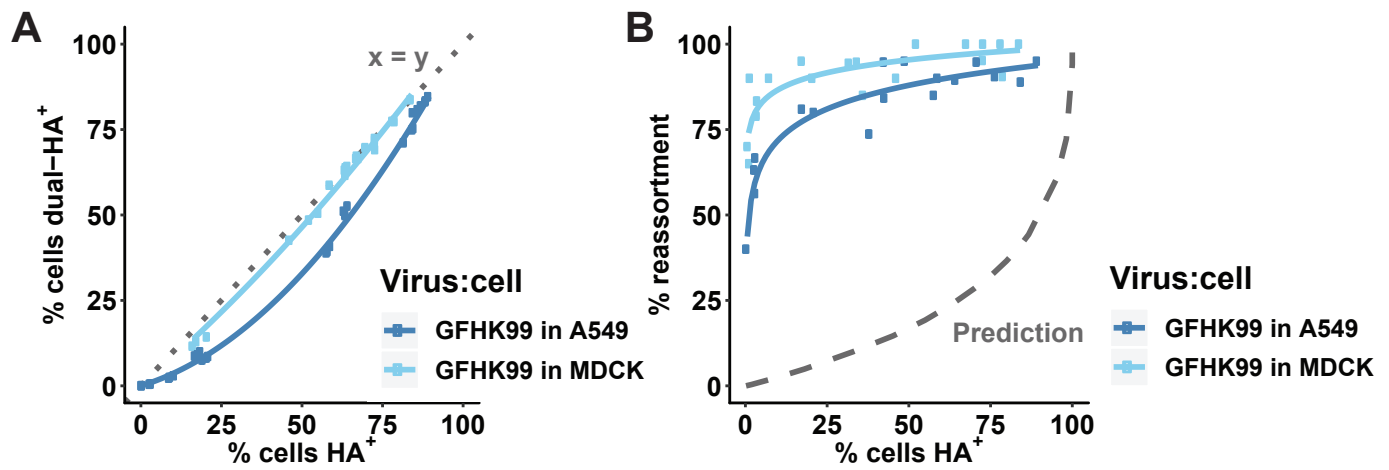 A
% cells dual−HA+
100
75
50
25
0
x = y
Virus:cell
GFHK99 in A549
GFHK99 in MDCK
0 25 50 75 100
% cells HA+
B
% reassortment
100
75
50
25
0
Prediction
Virus:cell
GFHK99 in A549
GFHK99 in MDCK
0 25 50 75 100
% cells HA+